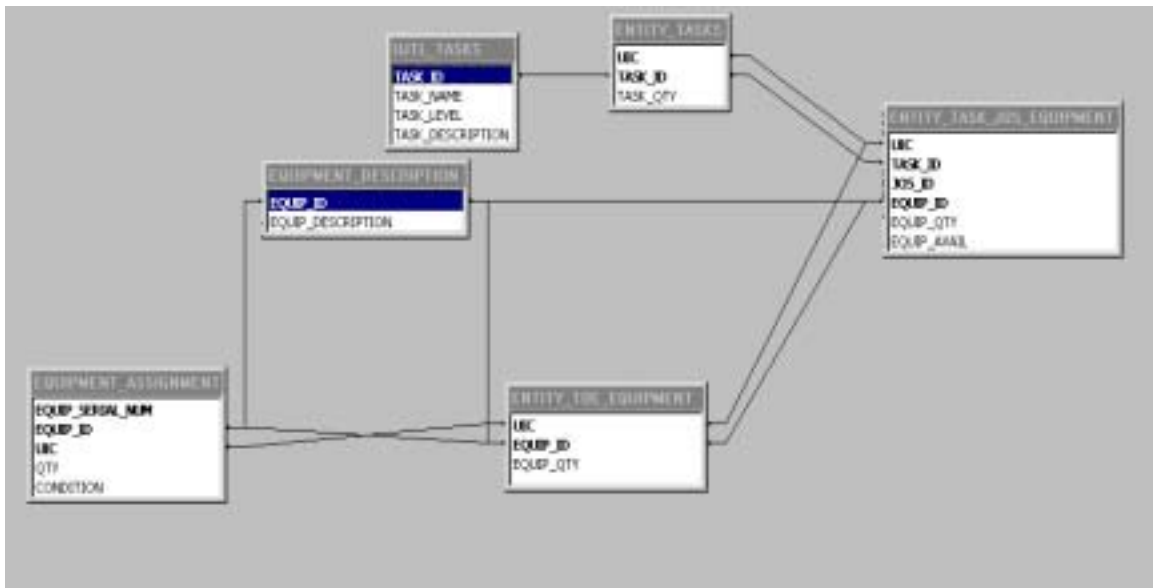 TASKS
TASK_ID
TASK_NAME
TASK_LEVEL
TASK_DESCRIPTION
ENTITY_TASKS
UIC
TASK_ID
TASK_QTY
ENTITY_TASK_JOS_EQUIPMENT
UIC
TASK_ID
JOS_ID
EQUIP_ID
EQUIP_QTY
EQUIP_AVAIL
EQUIPMENT_DESCRIPTION
EQUIP_ID
EQUIP_DESCRIPTION
EQUIPMENT_ASSIGNMENT
EQUIP_SERIAL_NUM
EQUIP_ID
UIC
QTY
CONDITION
ENTITY_TOE_EQUIPMENT
UIC
EQUIP_ID
EQUIP_QTY